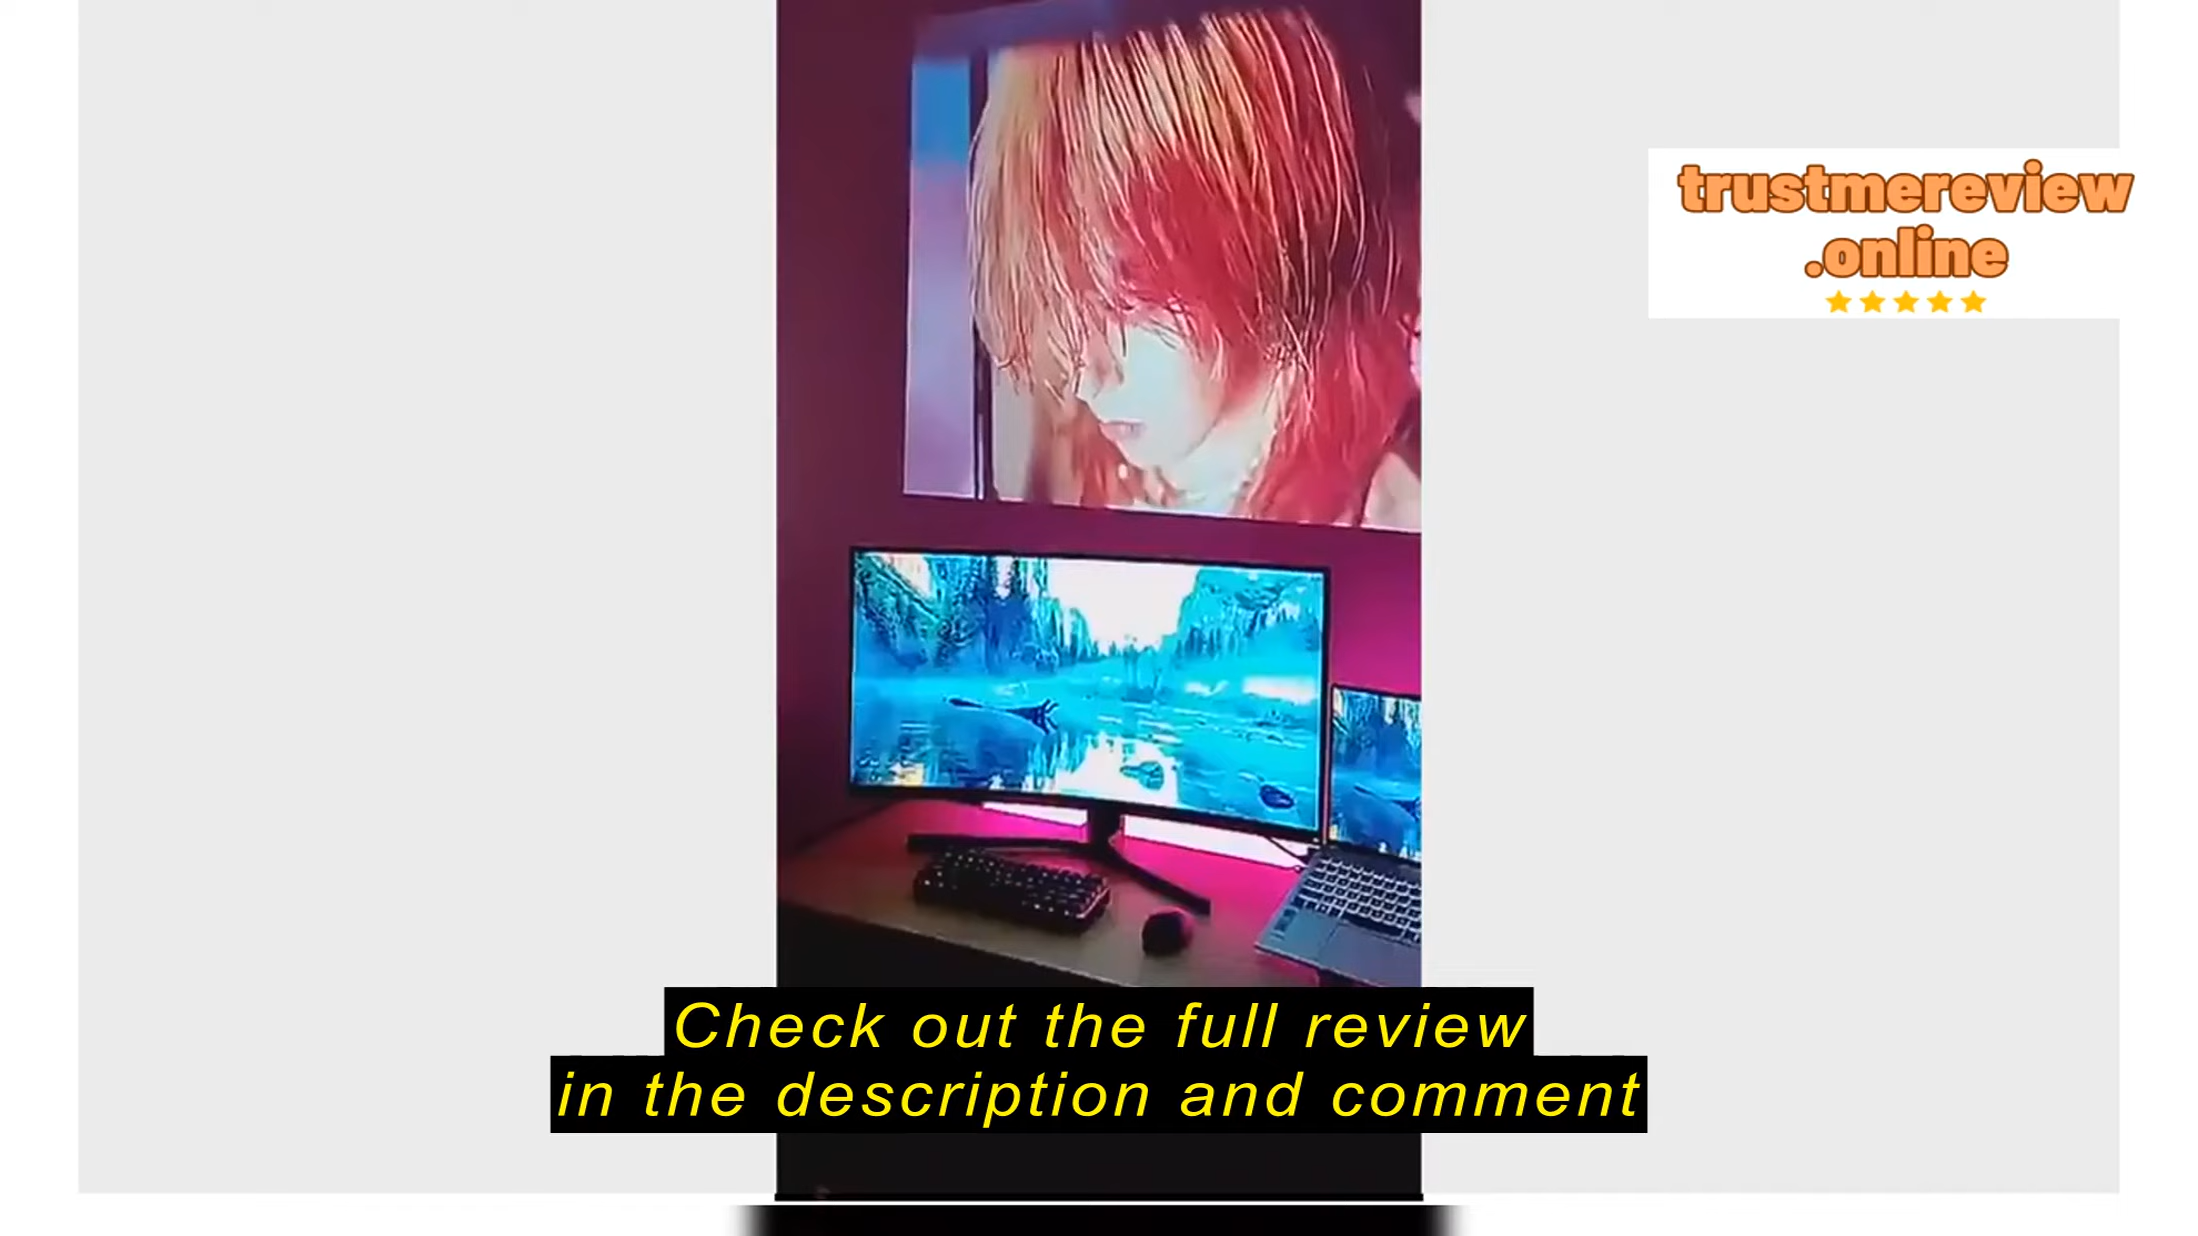 trustmereview
.online
Check out the full review
in the description and comment